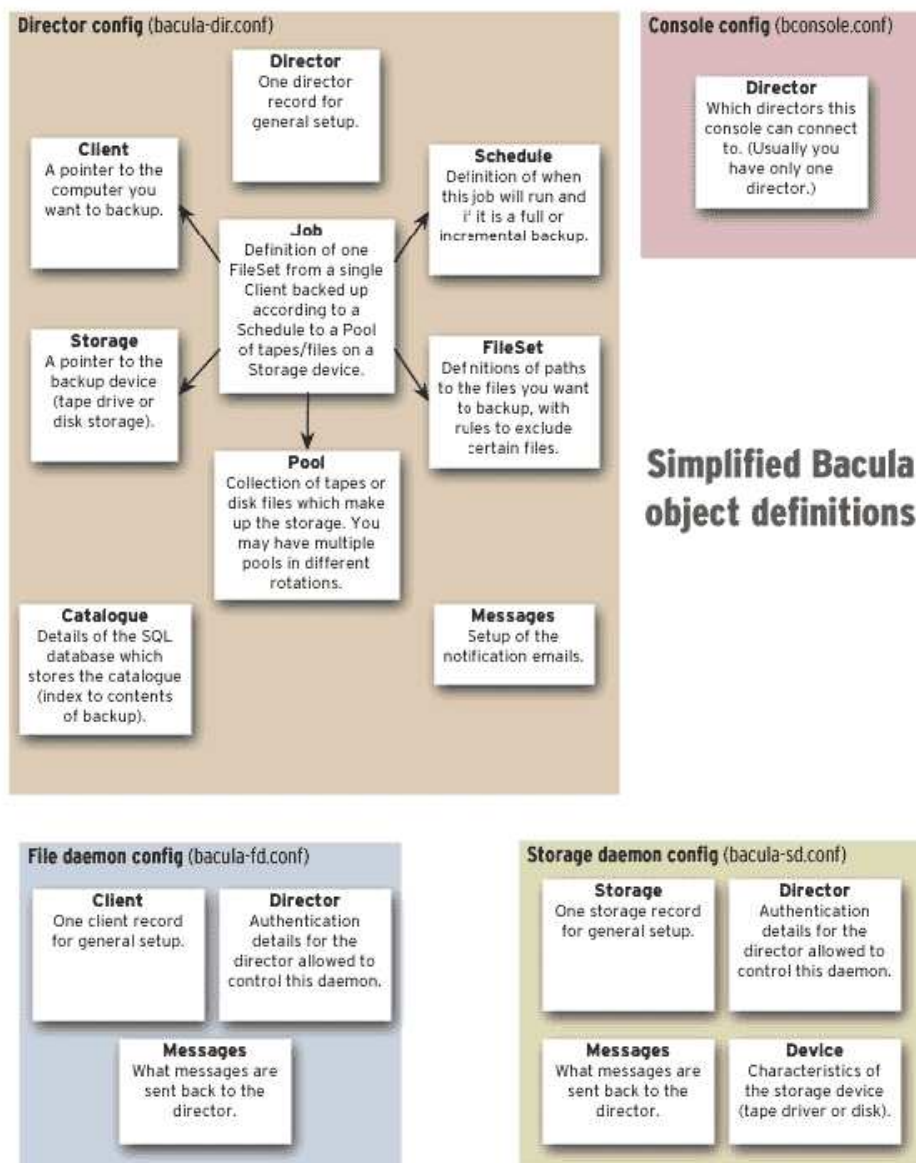 Director config (bacula-dir.conf)
Director
One director
record for
general setup.
Client
A pointer to the
computer you
want to backup.
Schedule
Definition of when
this job will run and
if it is a full or
incremental backup.
Job
Definition of one
FileSet from a single
Client backed up
according to a
Schedule to a Pool
of tapes/files on a
Storage device.
Storage
A pointer to the
backup device
(tape drive or
disk storage).
FileSet
Definitions of paths
to the files you want
to backup, with
rules to exclude
certain files.
Pool
Collection of tapes or
disk files which make
up the storage. You
may have multiple
pools in different
rotations.
Catalogue
Details of the SQL
database which
stores the catalogue
(index to contents
of backup).
Messages
Setup of the
notification emails.
Console config (bconsole.conf)
Director
Which directors this
console can connect
to. (Usually you
have only one
director.)
Simplified Bacula
object definitions
File daemon config (bacula-fd.conf)
Client
One client record
for general setup.
Director
Authentication
details for the
director allowed to
control this daemon.
Messages
What messages are
sent back to the
director.
Storage daemon config (bacula-sd.conf)
Storage
One storage record
for general setup.
Director
Authentication
details for the
director allowed to
control this daemon.
Messages
What messages are
sent back to the
director.
Device
Characteristics of
the storage device
(tape driver or disk).